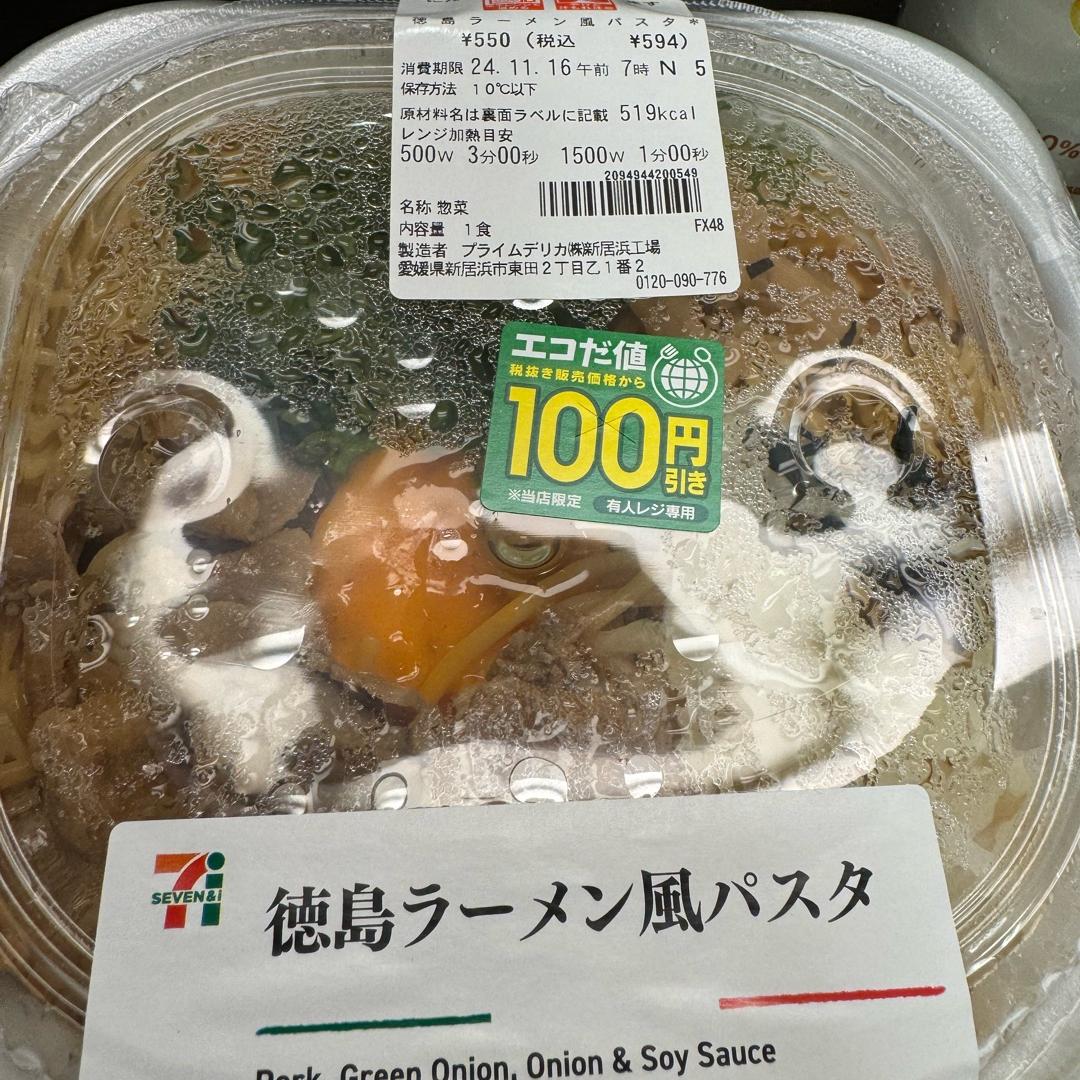 徳島ラーメン風パスタ*
¥550 (税込 ¥594)
消費期限 24.11.16午前 7時 N 5
保存方法 10℃以下
原材料名は裏面ラベルに記載 519kcal
レンジ加熱目安
500W 3分00秒 1500W 1分00秒
2094944200549
名称 惣菜
内容量 1食
FX48
製造者 プライムデリカ㈱新居浜工場
愛媛県新居浜市東田2丁目乙1番2
0120-090-776
エコだ値
税抜き販売価格から
100円引き
※当店限定 有人レジ専用
SEVEN&i
徳島ラーメン風パスタ
Pork, Green Onion, Onion & Soy Sauce